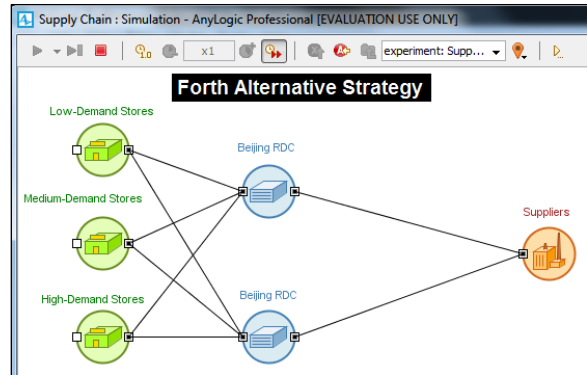 Supply Chain : Simulation - AnyLogic Professional [EVALUATION USE ONLY]
x1
experiment: Supp...
Forth Alternative Strategy
Low-Demand Stores
Beijing RDC
Medium-Demand Stores
Suppliers
High-Demand Stores
Beijing RDC